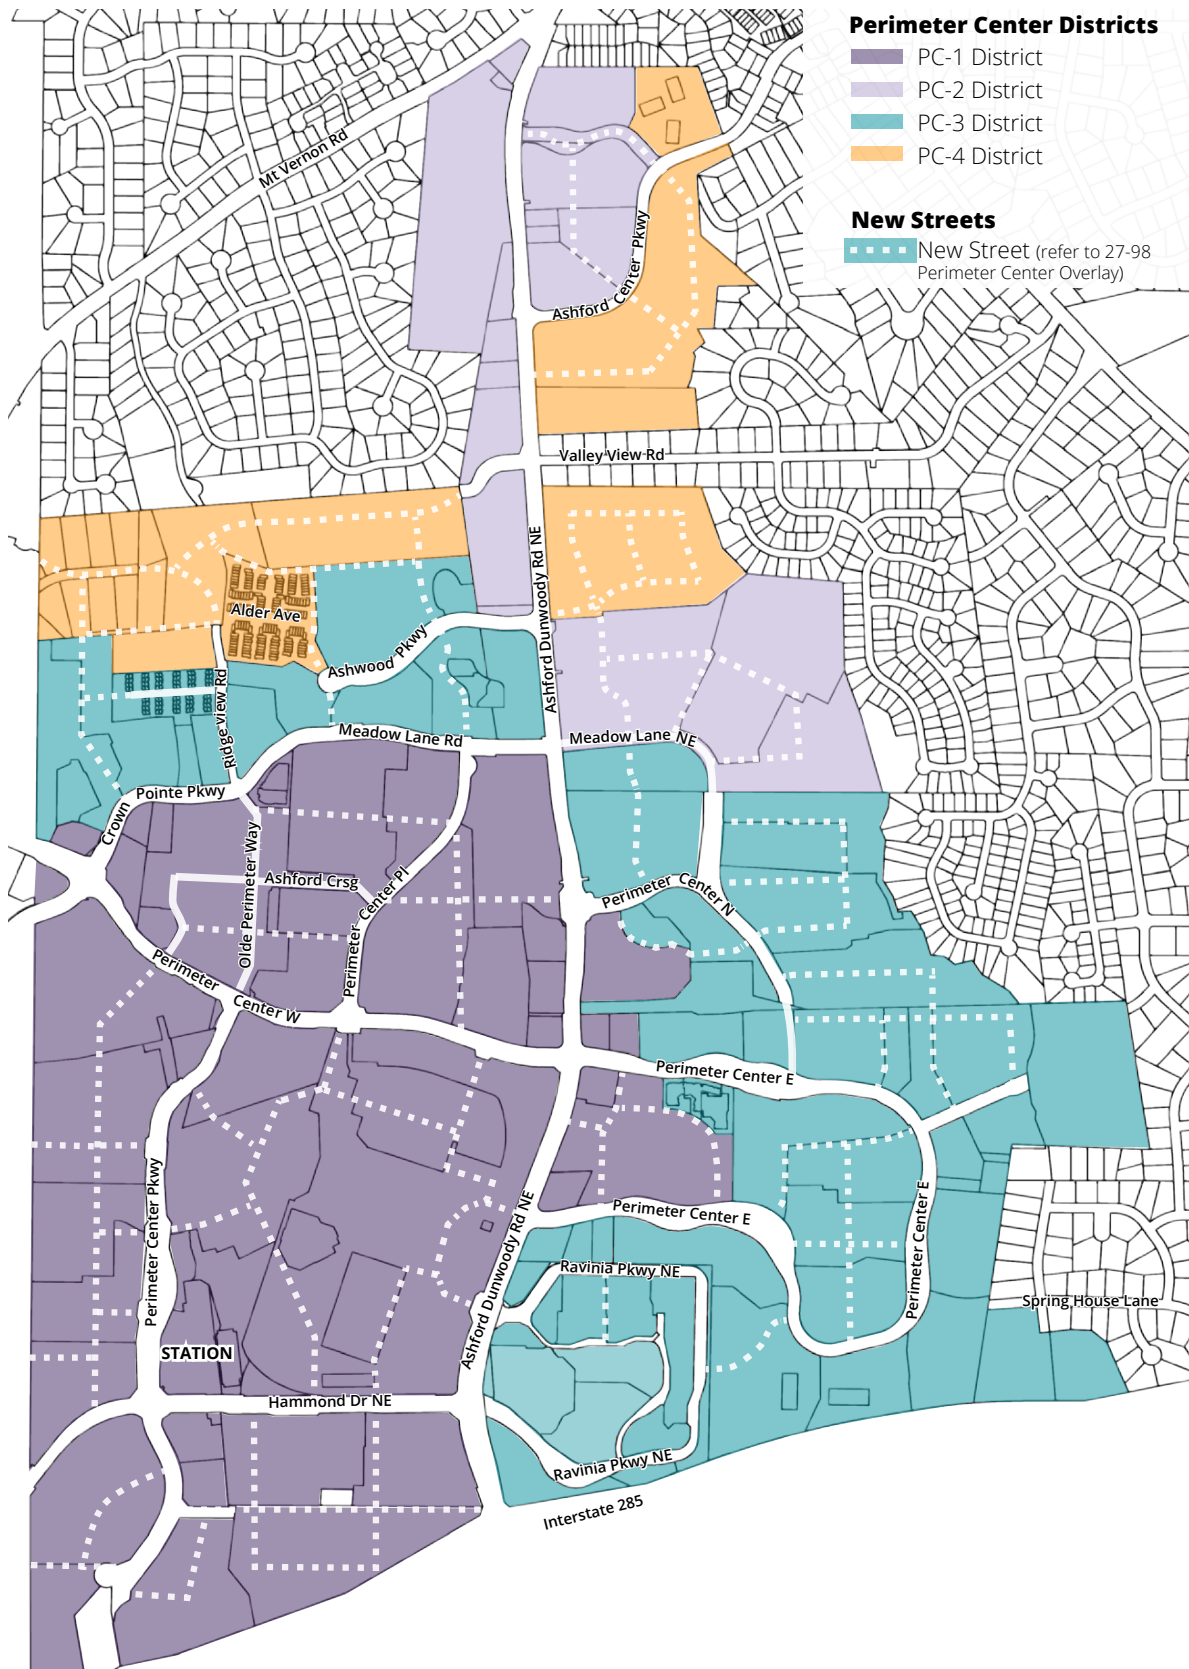 Perimeter Center Districts
PC-1 District
PC-2 District
PC-3 District
PC-4 District
New Streets
New Street (refer to 27-98
Perimeter Center Overlay)
Mt Vernon Rd
Ashford Center Pkwy
Valley View Rd
Ashford Dunwoody Rd NE
Alder Ave
Ashwood Pkwy
Ridge view Rd
Meadow Lane Rd
Meadow Lane NE
Crown Pointe Pkwy
Olde Perimeter Way
Ashford Crsg
Perimeter Center Pl
Perimeter Center N
Perimeter Center W
Perimeter Center E
Perimeter Center Pkwy
Perimeter Center E
Perimeter Center E
Ashford Dunwoody Rd NE
Ravinia Pkwy NE
Spring House Lane
STATION
Hammond Dr NE
Ravinia Pkwy NE
Interstate 285